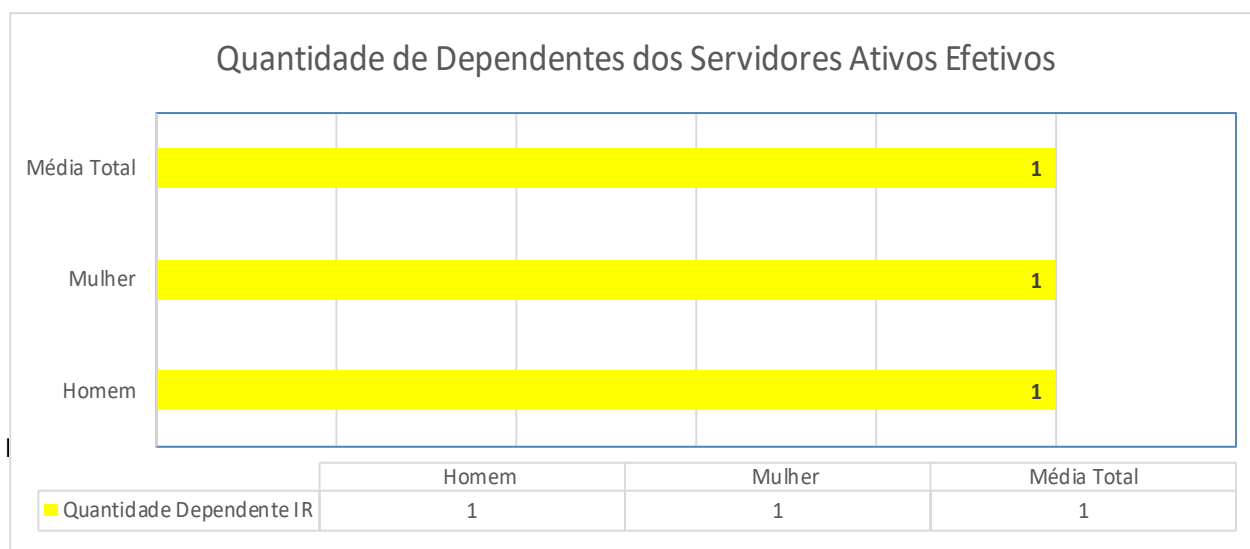 Quantidade de Dependentes dos Servidores Ativos Efetivos
Média Total 1
Mulher 1
Homem 1
Homem Mulher Média Total
Quantidade Dependente IR 1 1 1